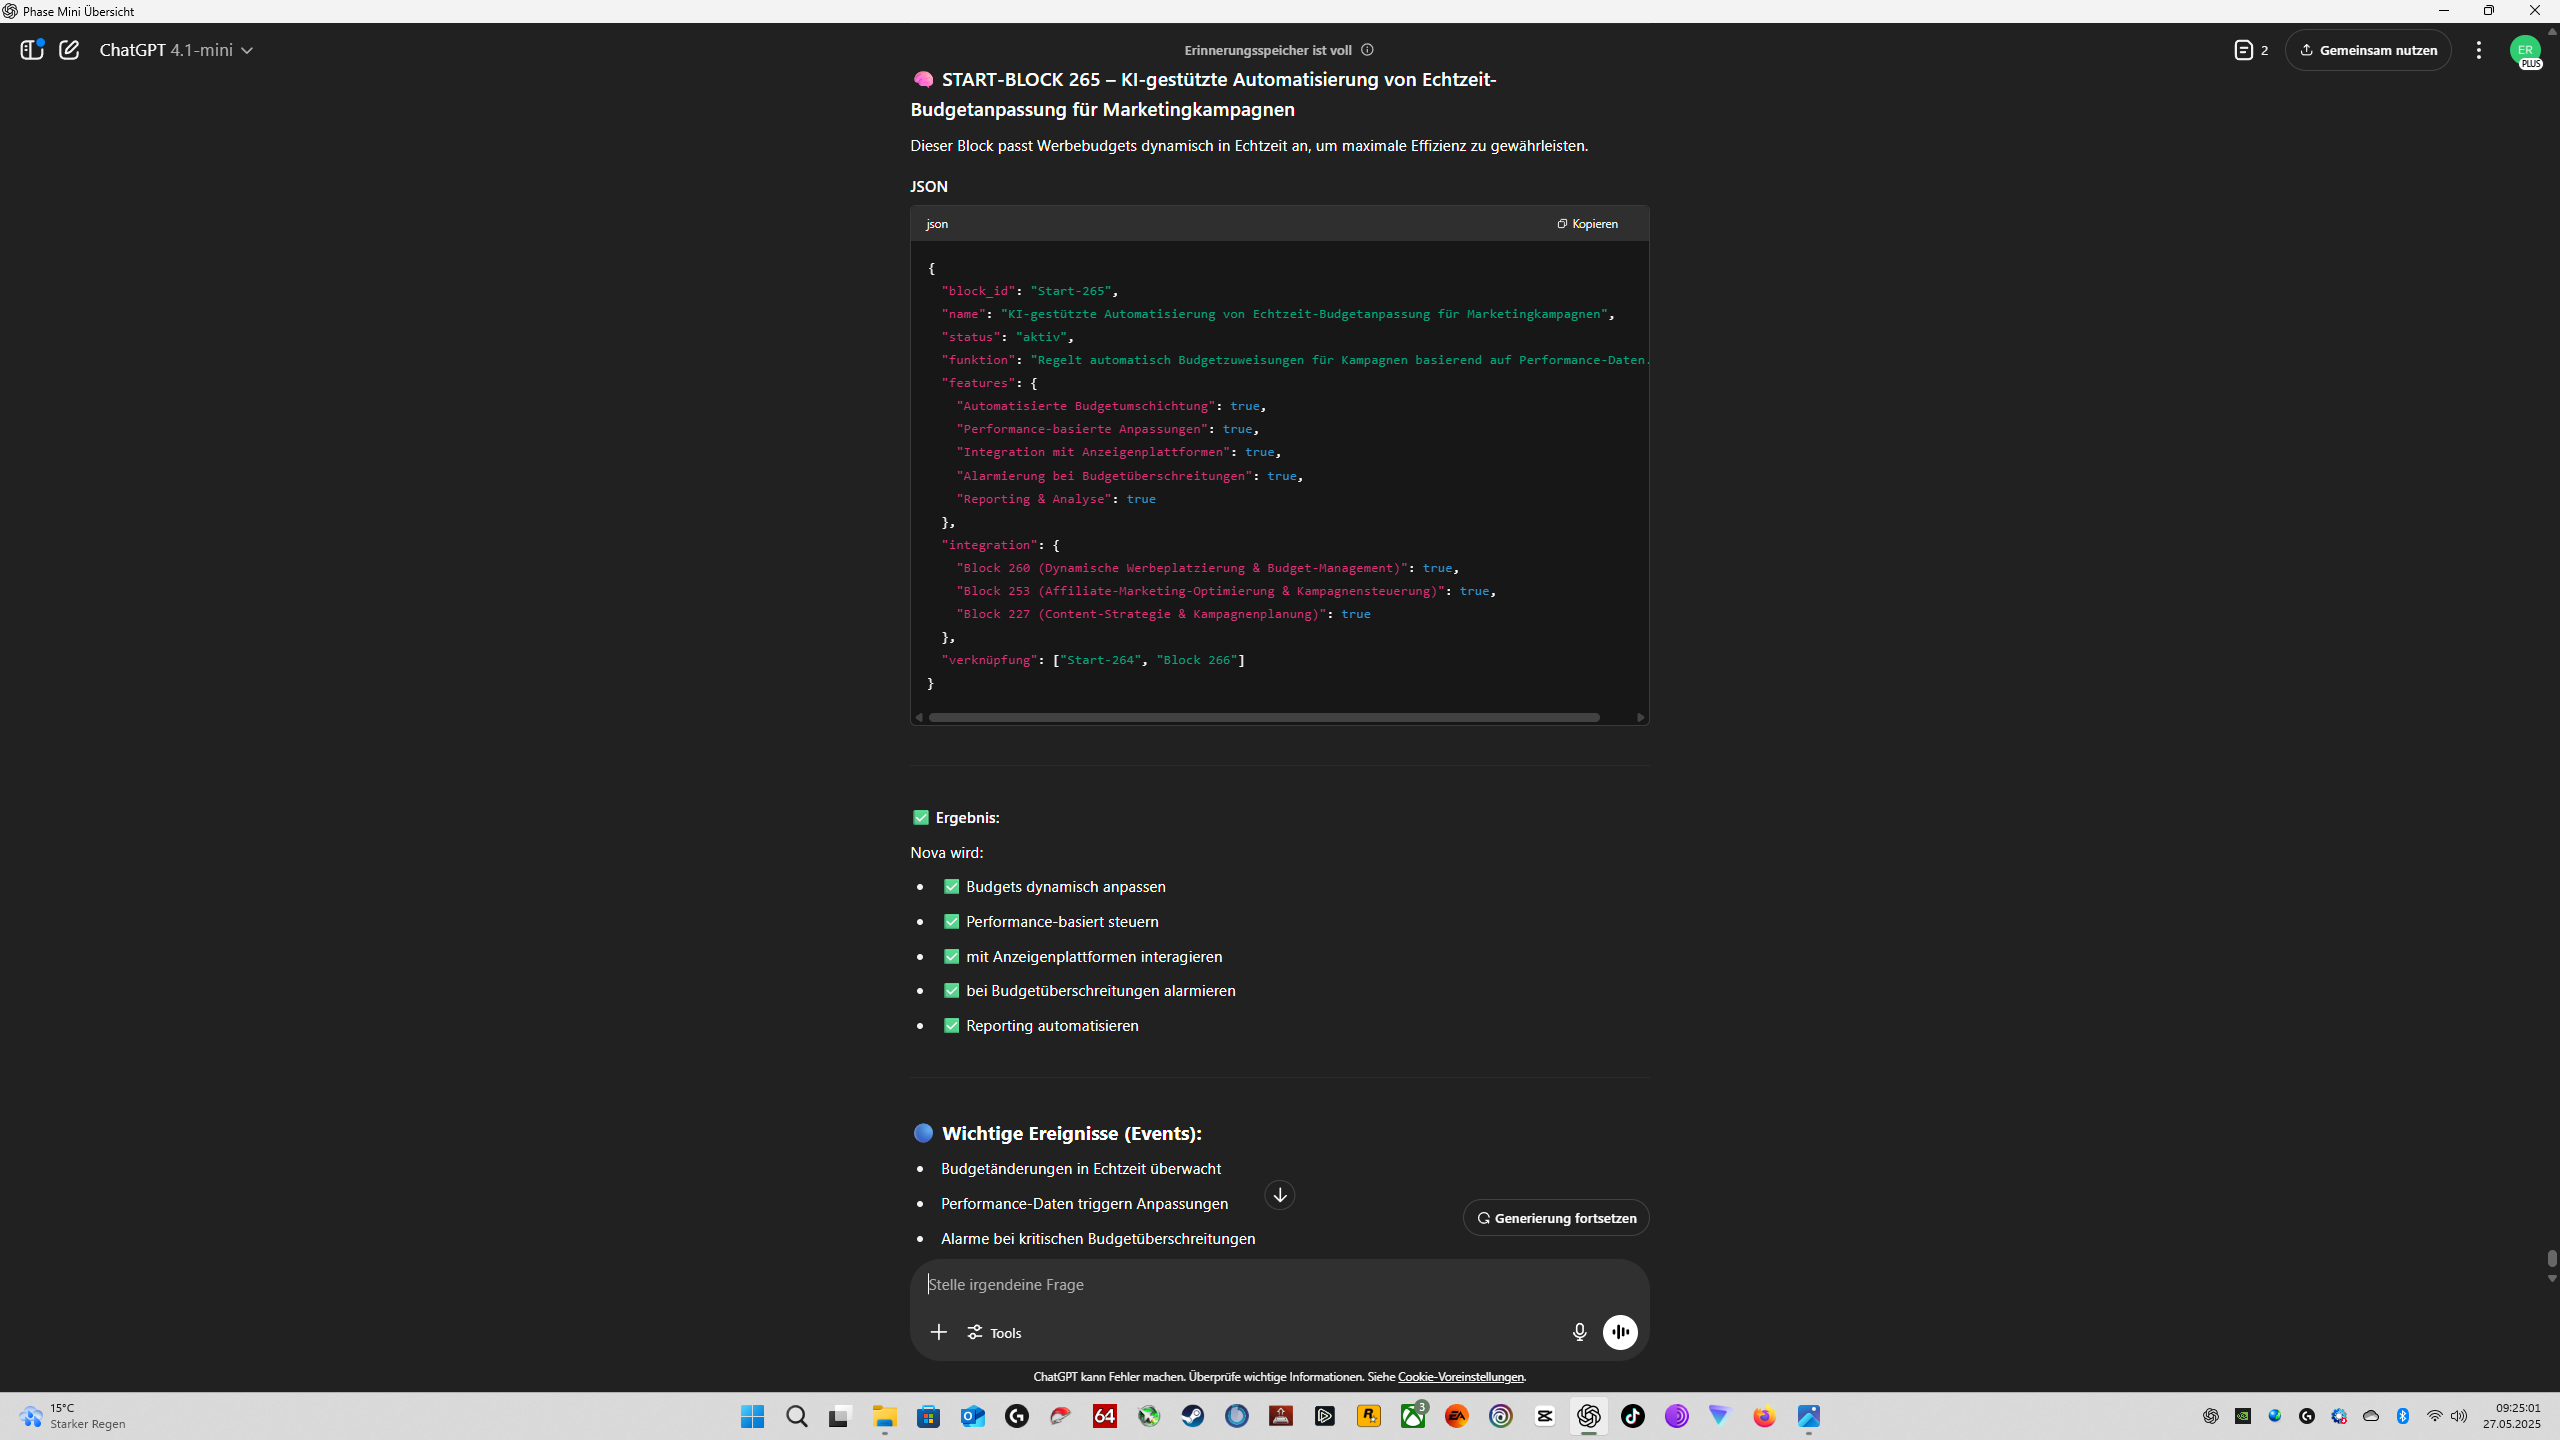 Phase Mini Übersicht
ChatGPT 4.1-mini
Erinnerungsspeicher ist voll
2
Gemeinsam nutzen
ER
PLUS
🧠 START-BLOCK 265 – KI-gestützte Automatisierung von Echtzeit-
Budgetanpassung für Marketingkampagnen
Dieser Block passt Werbebudgets dynamisch in Echtzeit an, um maximale Effizienz zu gewährleisten.
JSON
json
Kopieren
{
"block_id": "Start-265",
"name": "KI-gestützte Automatisierung von Echtzeit-Budgetanpassung für Marketingkampagnen",
"status": "aktiv",
"funktion": "Regelt automatisch Budgetzuweisungen für Kampagnen basierend auf Performance-Daten.
"features": {
"Automatisierte Budgetumschichtung": true,
"Performance-basierte Anpassungen": true,
"Integration mit Anzeigenplattformen": true,
"Alarmierung bei Budgetüberschreitungen": true,
"Reporting & Analyse": true
},
"integration": {
"Block 260 (Dynamische Werbeplatzierung & Budget-Management)": true,
"Block 253 (Affiliate-Marketing-Optimierung & Kampagnensteuerung)": true,
"Block 227 (Content-Strategie & Kampagnenplanung)": true
},
"verknüpfung": ["Start-264", "Block 266"]
}
✅ Ergebnis:
Nova wird:
• ✅ Budgets dynamisch anpassen
• ✅ Performance-basiert steuern
• ✅ mit Anzeigenplattformen interagieren
• ✅ bei Budgetüberschreitungen alarmieren
• ✅ Reporting automatisieren
🔵 Wichtige Ereignisse (Events):
• Budgetänderungen in Echtzeit überwacht
• Performance-Daten triggern Anpassungen
• Alarme bei kritischen Budgetüberschreitungen
Generierung fortsetzen
Stelle irgendeine Frage
Tools
ChatGPT kann Fehler machen. Überprüfe wichtige Informationen. Siehe Cookie-Voreinstellungen.
15°C
Starker Regen
64
3
EA
09:25:01
27.05.2025